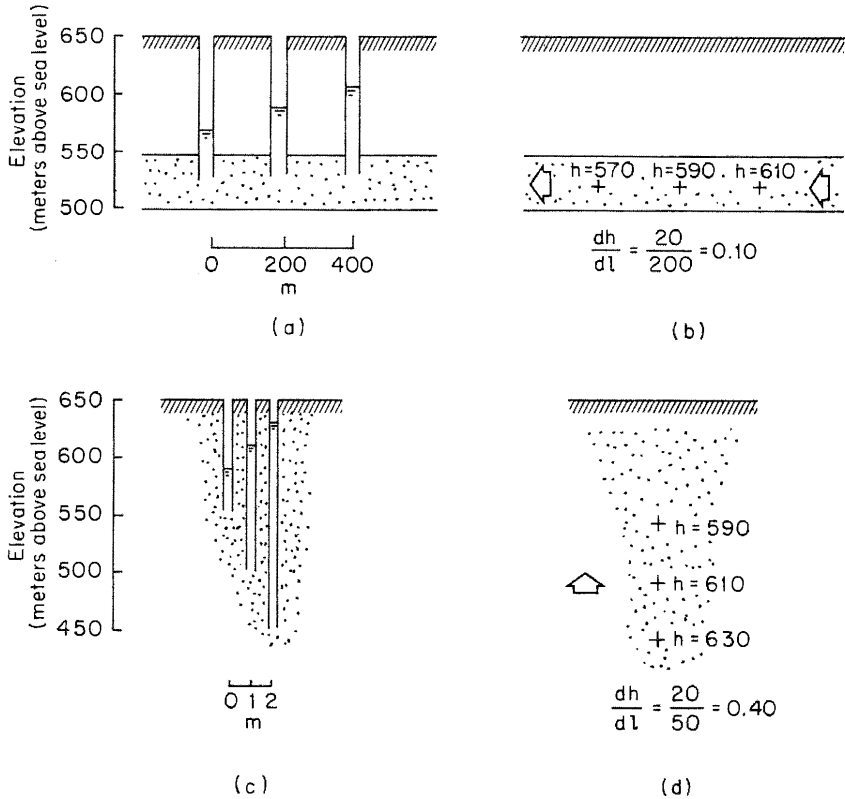 Elevation
(meters above sea level)
650
600
550
500
0 200 400
m
(a)
h=570 . h=590 . h=610
dh/dl = 20/200 = 0.10
(b)
Elevation
(meters above sea level)
650
600
550
500
450
0 1 2
m
(c)
h=590
h=610
h=630
dh/dl = 20/50 = 0.40
(d)